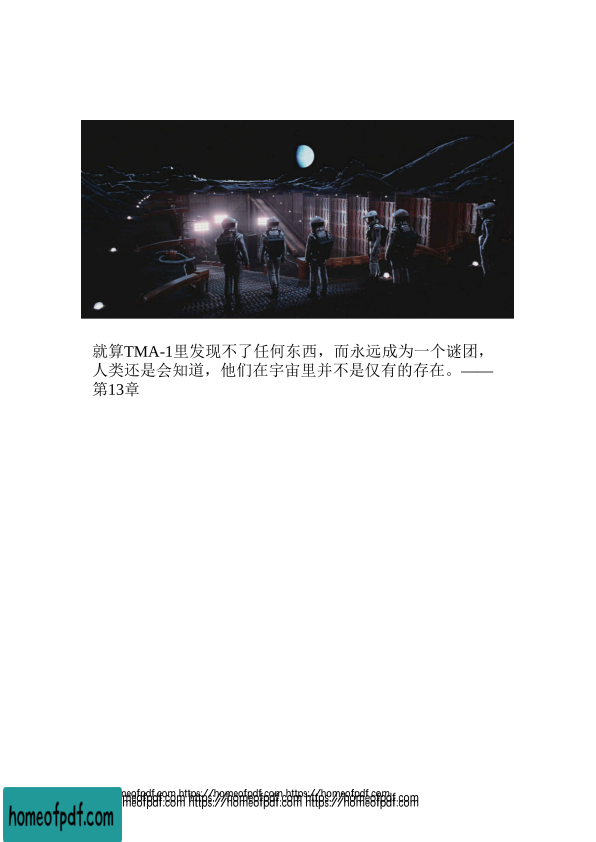 就算TMA-1里发现不了任何东西，而永远成为一个谜团，
人类还是会知道，他们在宇宙里并不是仅有的存在。——
第13章
meofpdf.com https://homeofpdf.com https://homeofpdf.com
meofpdf.com https://homeofpdf.com https://homeofpdf.com
homeofpdf.com